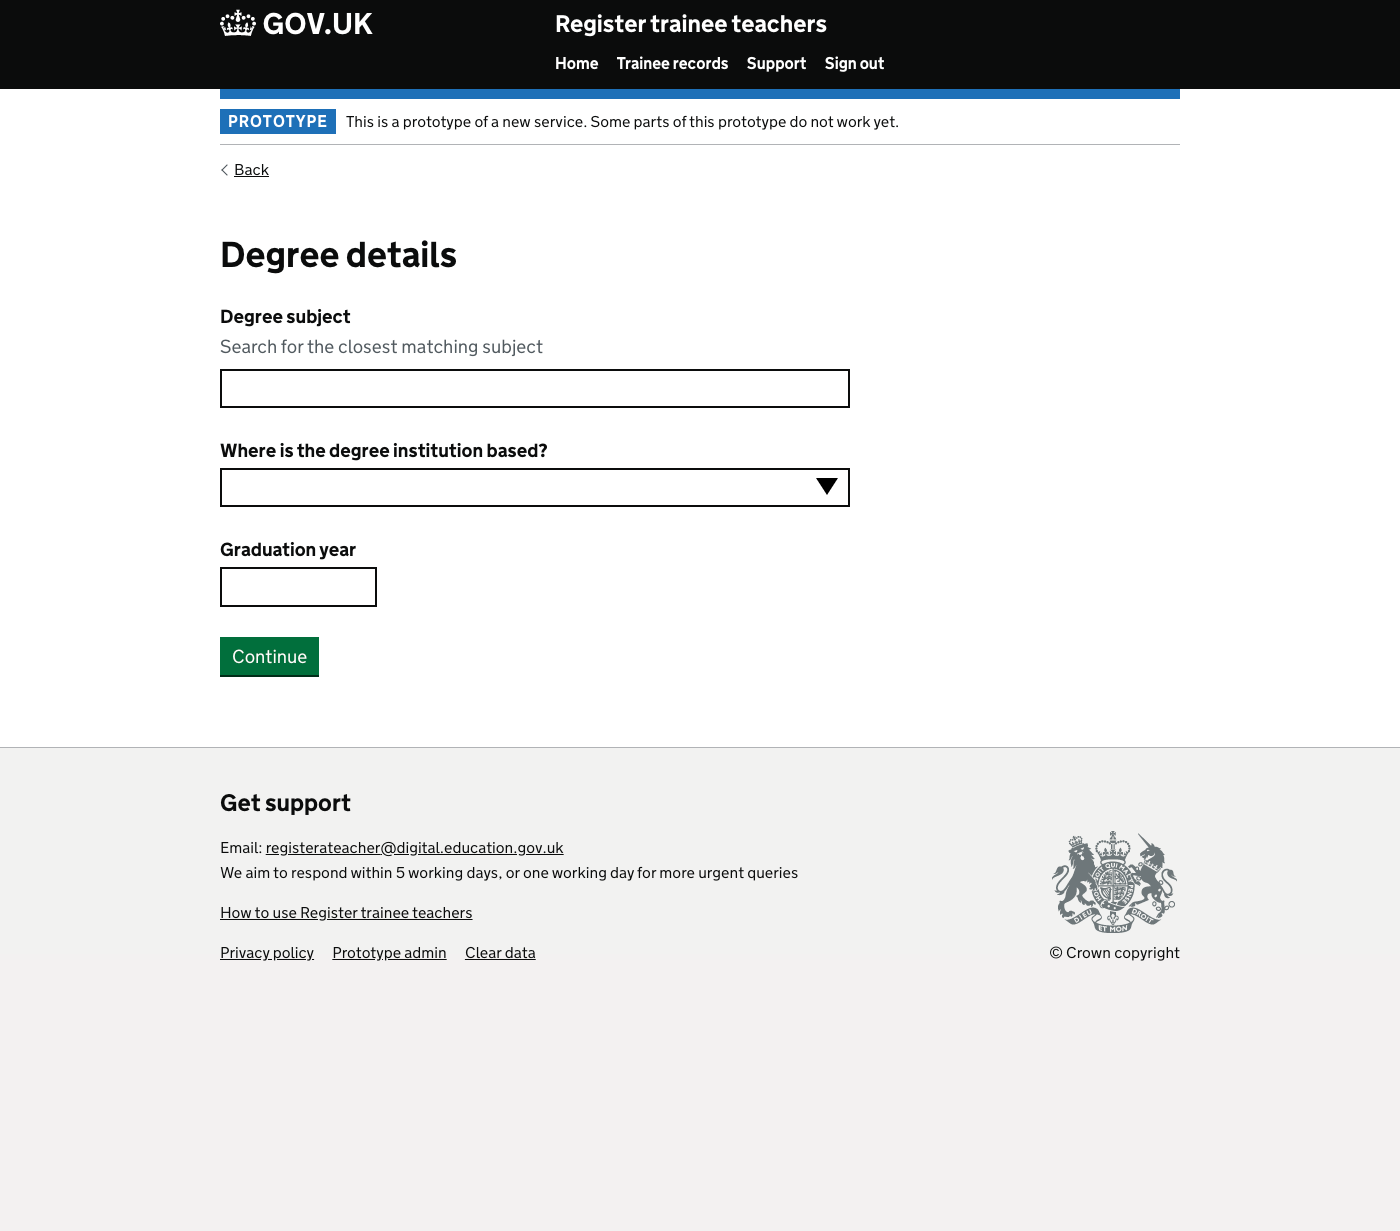 GOV.UK
Register trainee teachers
Home Trainee records Support Sign out
PROTOTYPE This is a prototype of a new service. Some parts of this prototype do not work yet.
Back
Degree details
Degree subject
Search for the closest matching subject
Where is the degree institution based?
Graduation year
Continue
Get support
Email: registerateacher@digital.education.gov.uk
We aim to respond within 5 working days, or one working day for more urgent queries
How to use Register trainee teachers
Privacy policy Prototype admin Clear data
DIEU ET MON DROIT
© Crown copyright